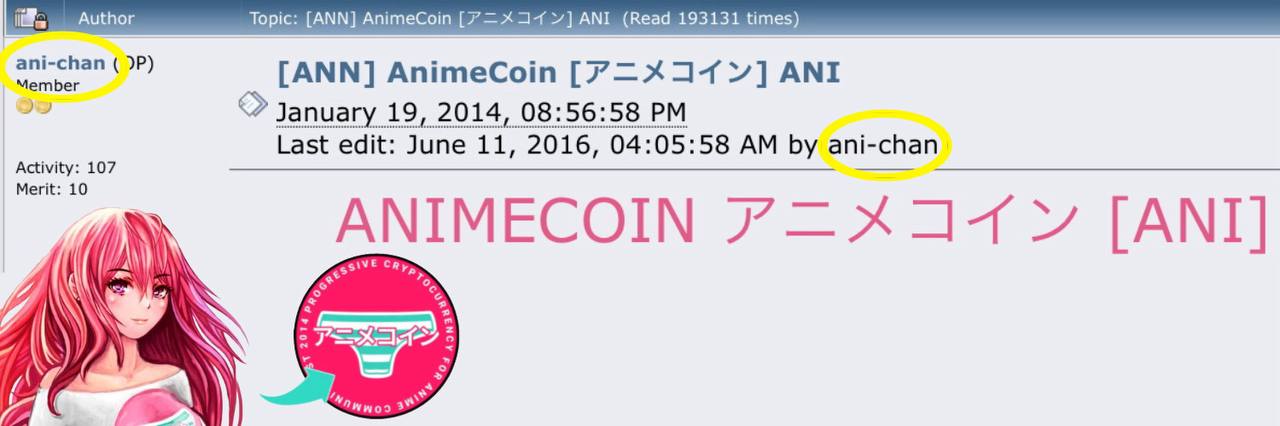 Author
Topic: [ANN] AnimeCoin [アニメコイン] ANI (Read 193131 times)
ani-chan (OP)
Member
Activity: 107
Merit: 10
[ANN] AnimeCoin [アニメコイン] ANI
January 19, 2014, 08:56:58 PM
Last edit: June 11, 2016, 04:05:58 AM by ani-chan
ANIMECOIN アニメコイン [ANI]
ST 2014 PROGRESSIVE CRYPTOCURRENCY FOR ANIME COMMUNI
アニメコイン